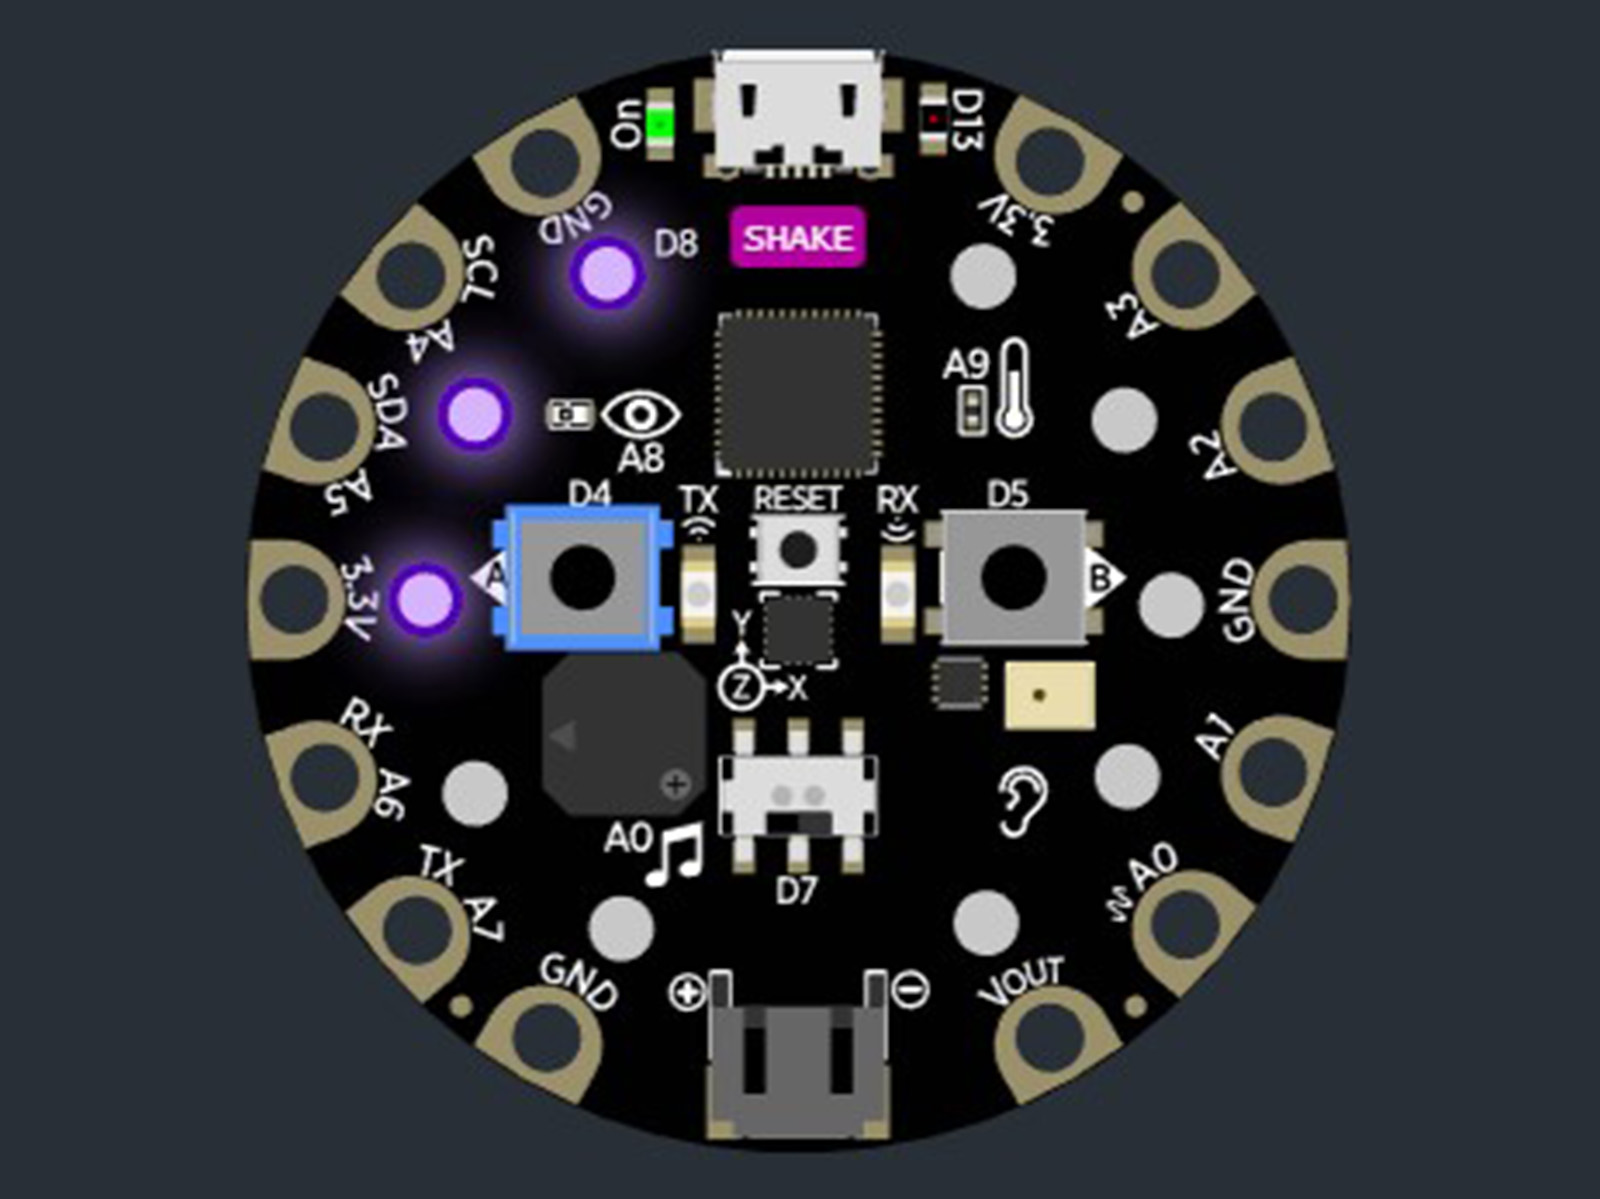 On
D13
GND
D8
SHAKE
3.3V
SCL
A4
A3
A9
SDA
A5
A8
A2
D4
TX
RESET
RX
D5
3.3V
A
B
GND
Y
Z
X
RX
A6
A1
A0
D7
TX
A7
A0
GND
VOUT